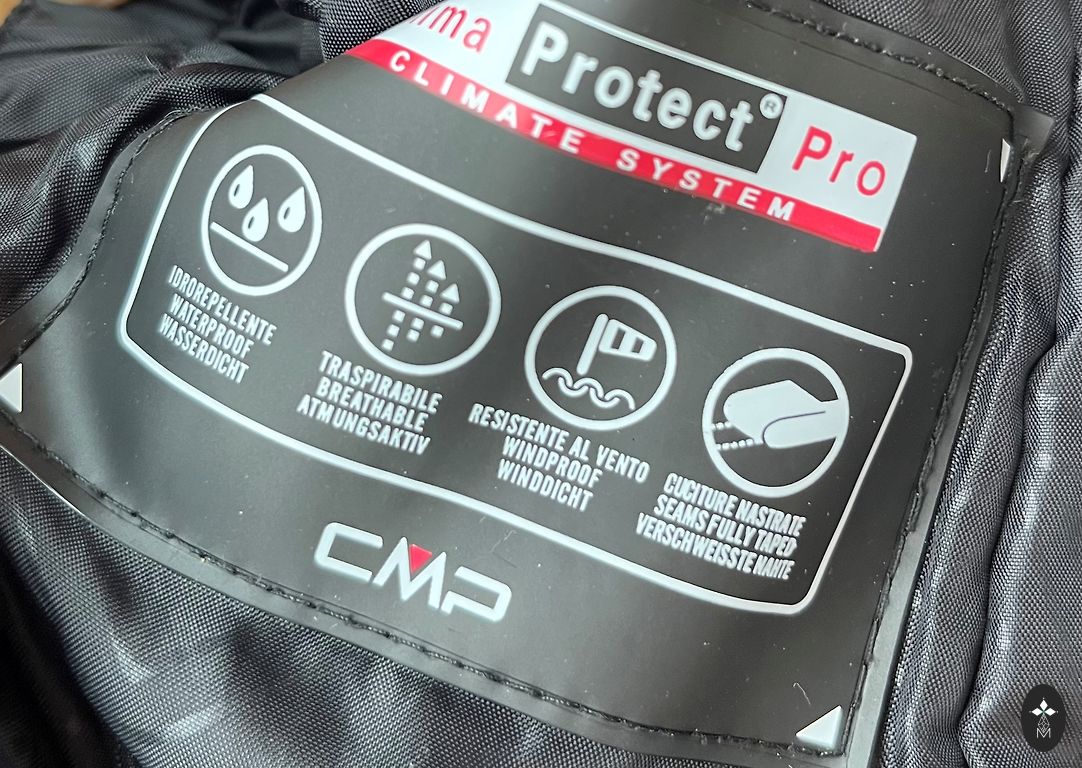 Protect® Pro
CLIMATE SYSTEM
IDROREPELLENTE
WATERPROOF
WASSERDICHT
TRASPIRABILE
BREATHABLE
ATMUNGSAKTIV
RESISTENTE AL VENTO
WINDPROOF
WINDDICHT
CUCITURE NASTRATE
SEAMS FULLY TAPED
VERSCHWEISSTE NÄHTE
CMP